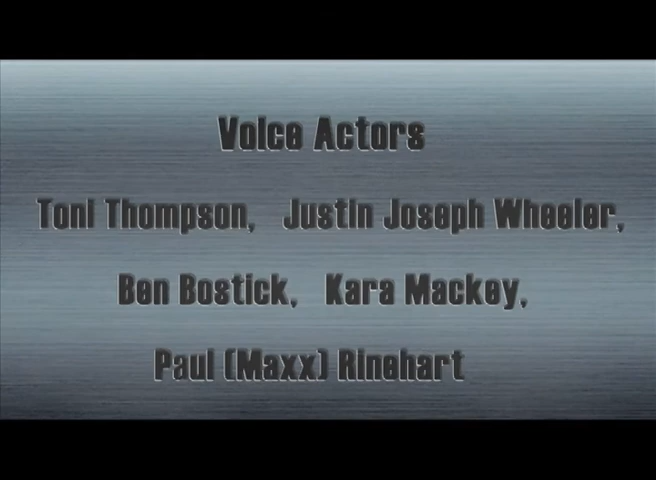 Voice Actors
Toni Thompson, Justin Joseph Wheeler,
Ben Bostick, Kara Mackey,
Paul (Maxx) Rinehart